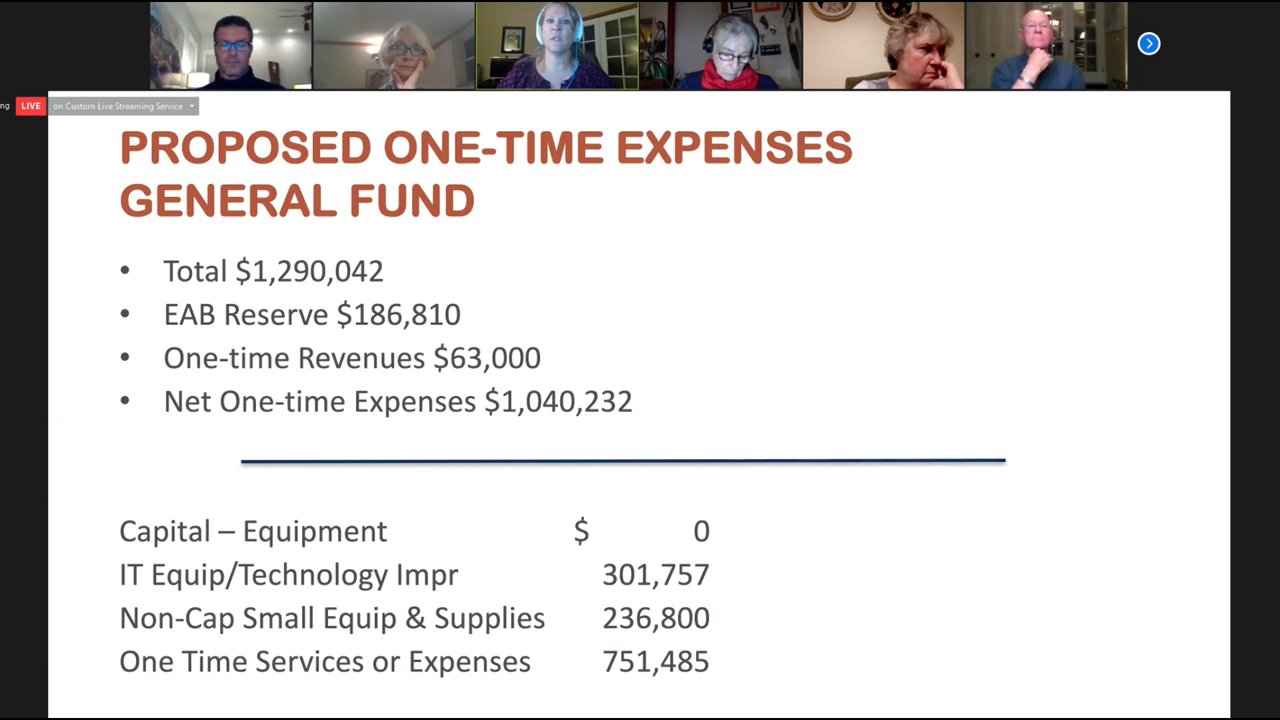 ng
LIVE on Custom Live Streaming Service
PROPOSED ONE-TIME EXPENSES
GENERAL FUND
• Total $1,290,042
• EAB Reserve $186,810
• One-time Revenues $63,000
• Net One-time Expenses $1,040,232
Capital – Equipment $ 0
IT Equip/Technology Impr 301,757
Non-Cap Small Equip & Supplies 236,800
One Time Services or Expenses 751,485